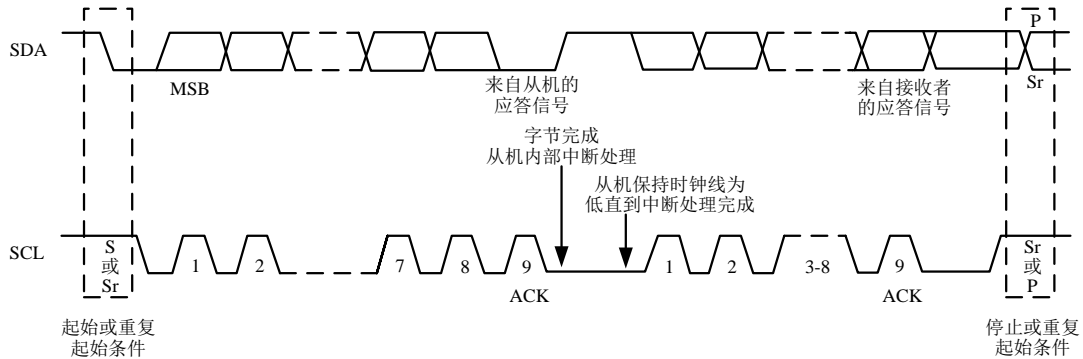 P
SDA
MSB
来自从机的
应答信号
来自接收者
的应答信号
Sr
字节完成
从机内部中断处理
从机保持时钟线为
低直到中断处理完成
SCL
S
或
Sr
1
2
7
8
9
ACK
1
2
3-8
9
ACK
Sr
或
P
起始或重复
起始条件
停止或重复
起始条件